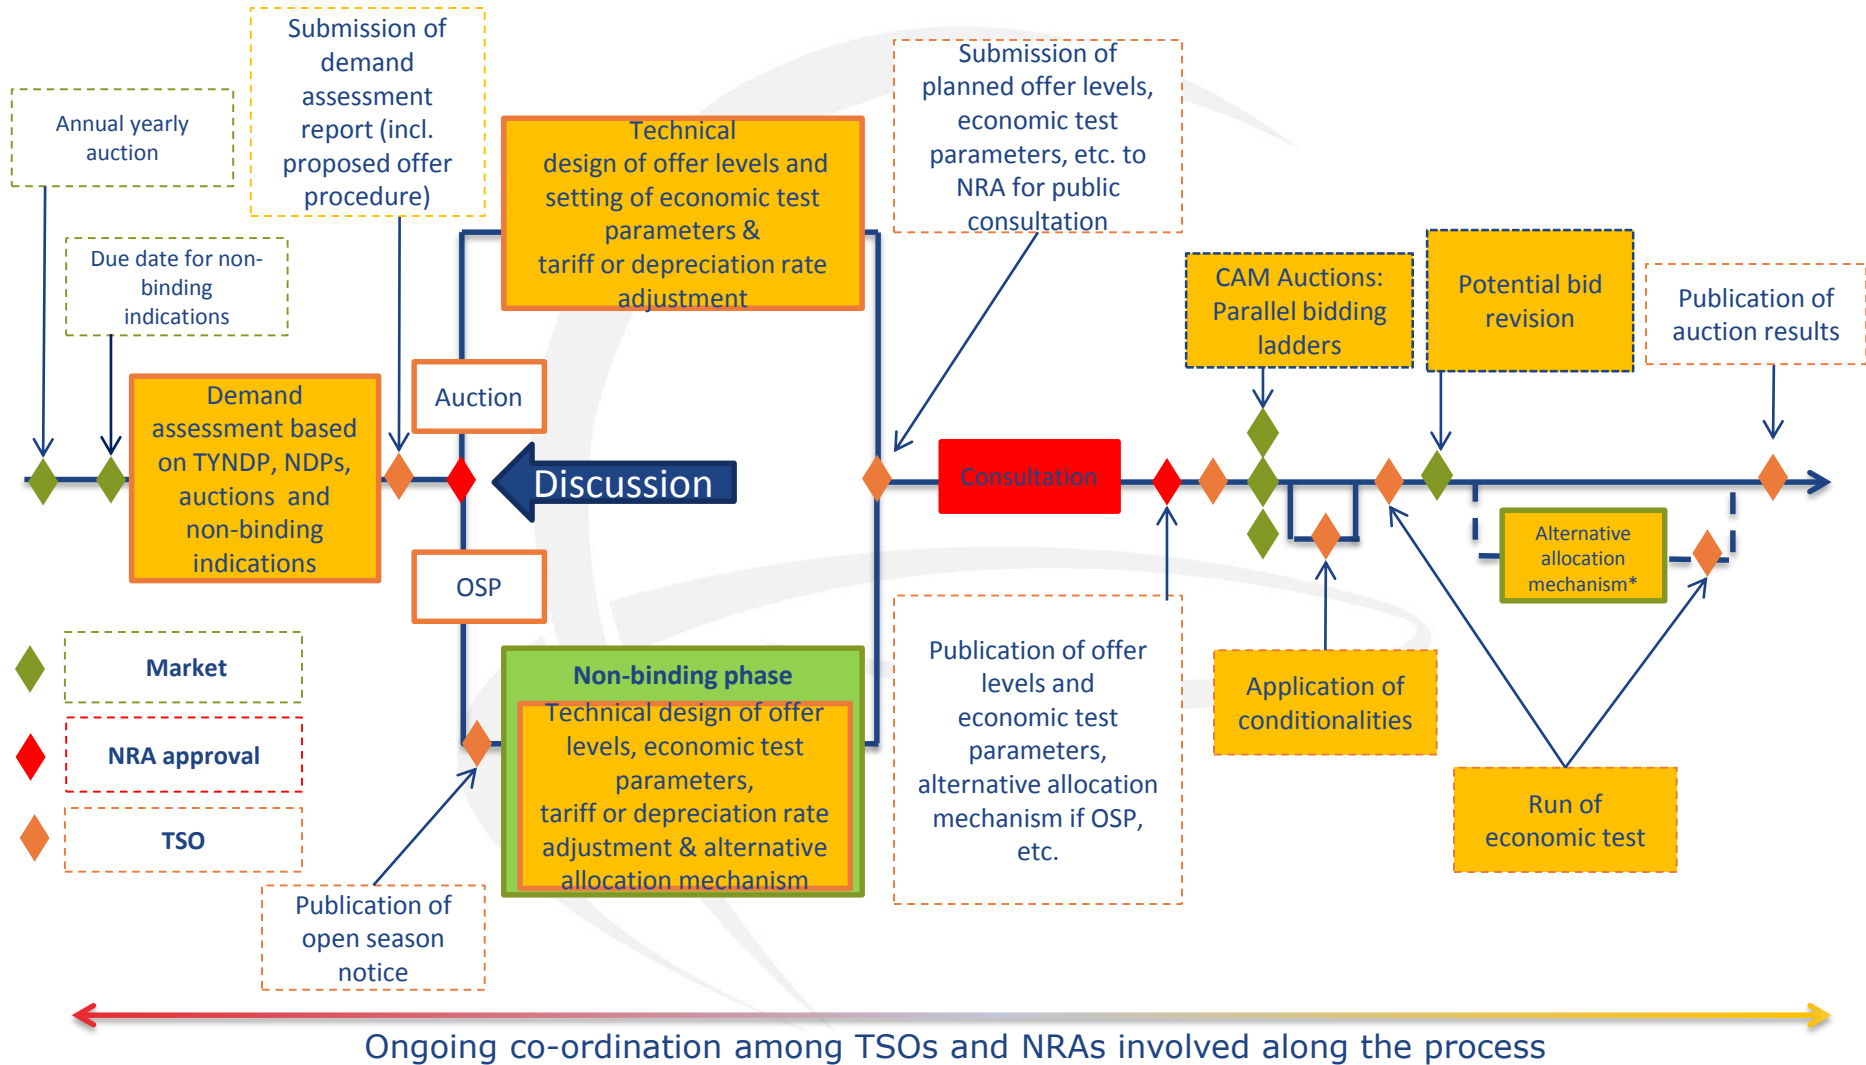 Annual yearly
auction
Submission of
demand
assessment
report (incl.
proposed offer
procedure)
Due date for non-
binding
indications
Demand
assessment based
on TYNDP, NDPs,
auctions and
non-binding
indications
Technical
design of offer levels and
setting of economic test
parameters &
tariff or depreciation rate
adjustment
Auction
Discussion
OSP
Non-binding phase
Technical design of offer
levels, economic test
parameters,
tariff or depreciation rate
adjustment & alternative
allocation mechanism
Publication of
open season
notice
Submission of
planned offer levels,
economic test
parameters, etc. to
NRA for public
consultation
Consultation
Publication of offer
levels and
economic test
parameters,
alternative allocation
mechanism if OSP,
etc.
CAM Auctions:
Parallel bidding
ladders
Application of
conditionalities
Potential bid
revision
Run of
economic test
Alternative
allocation
mechanism*
Publication of
auction results
Market
NRA approval
TSO
Ongoing co-ordination among TSOs and NRAs involved along the process